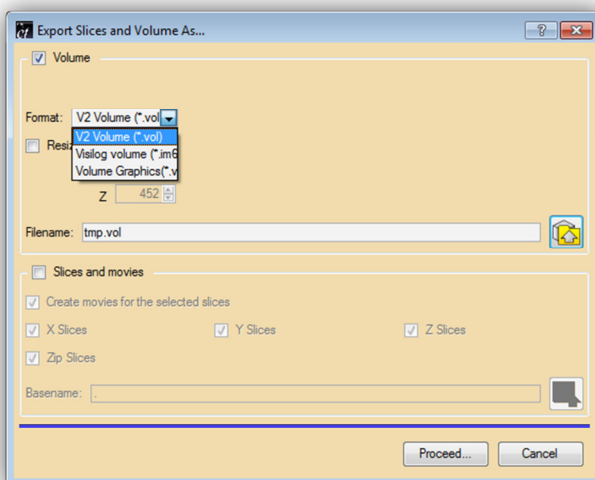 Export Slices and Volume As...
Volume
Format: V2 Volume (*.vol
V2 Volume (*.vol)
Visilog volume (*.im6
Volume Graphics(*.v
Resiz
Z 452
Filename: tmp.vol
Slices and movies
Create movies for the selected slices
X Slices Y Slices Z Slices
Zip Slices
Basename: .
Proceed... Cancel